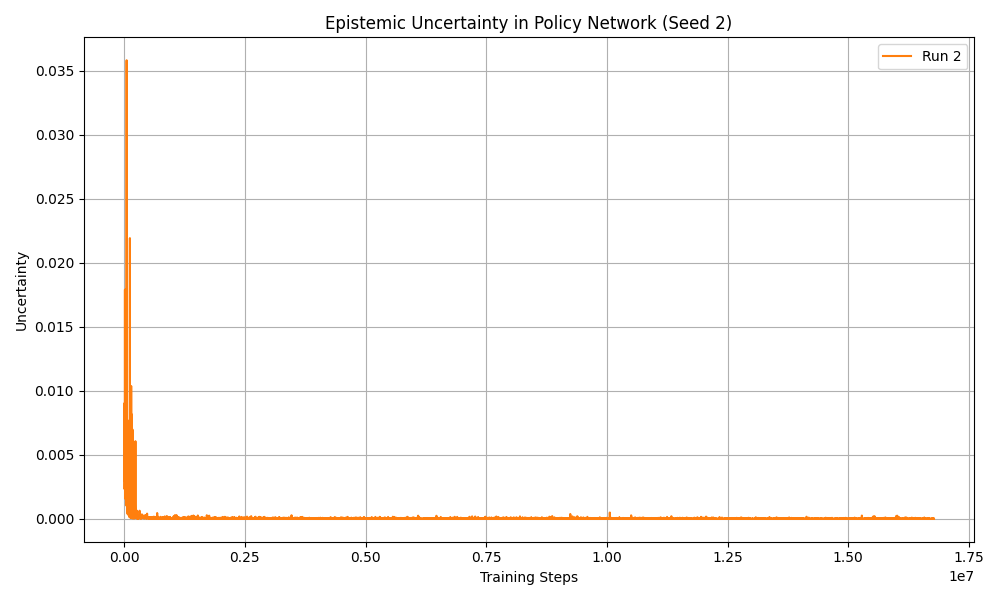 Epistemic Uncertainty in Policy Network (Seed 2)
Run 2
0.035
0.030
0.025
0.020
0.015
0.010
0.005
0.000
Uncertainty
0.00 0.25 0.50 0.75 1.00 1.25 1.50 1.75
1e7
Training Steps